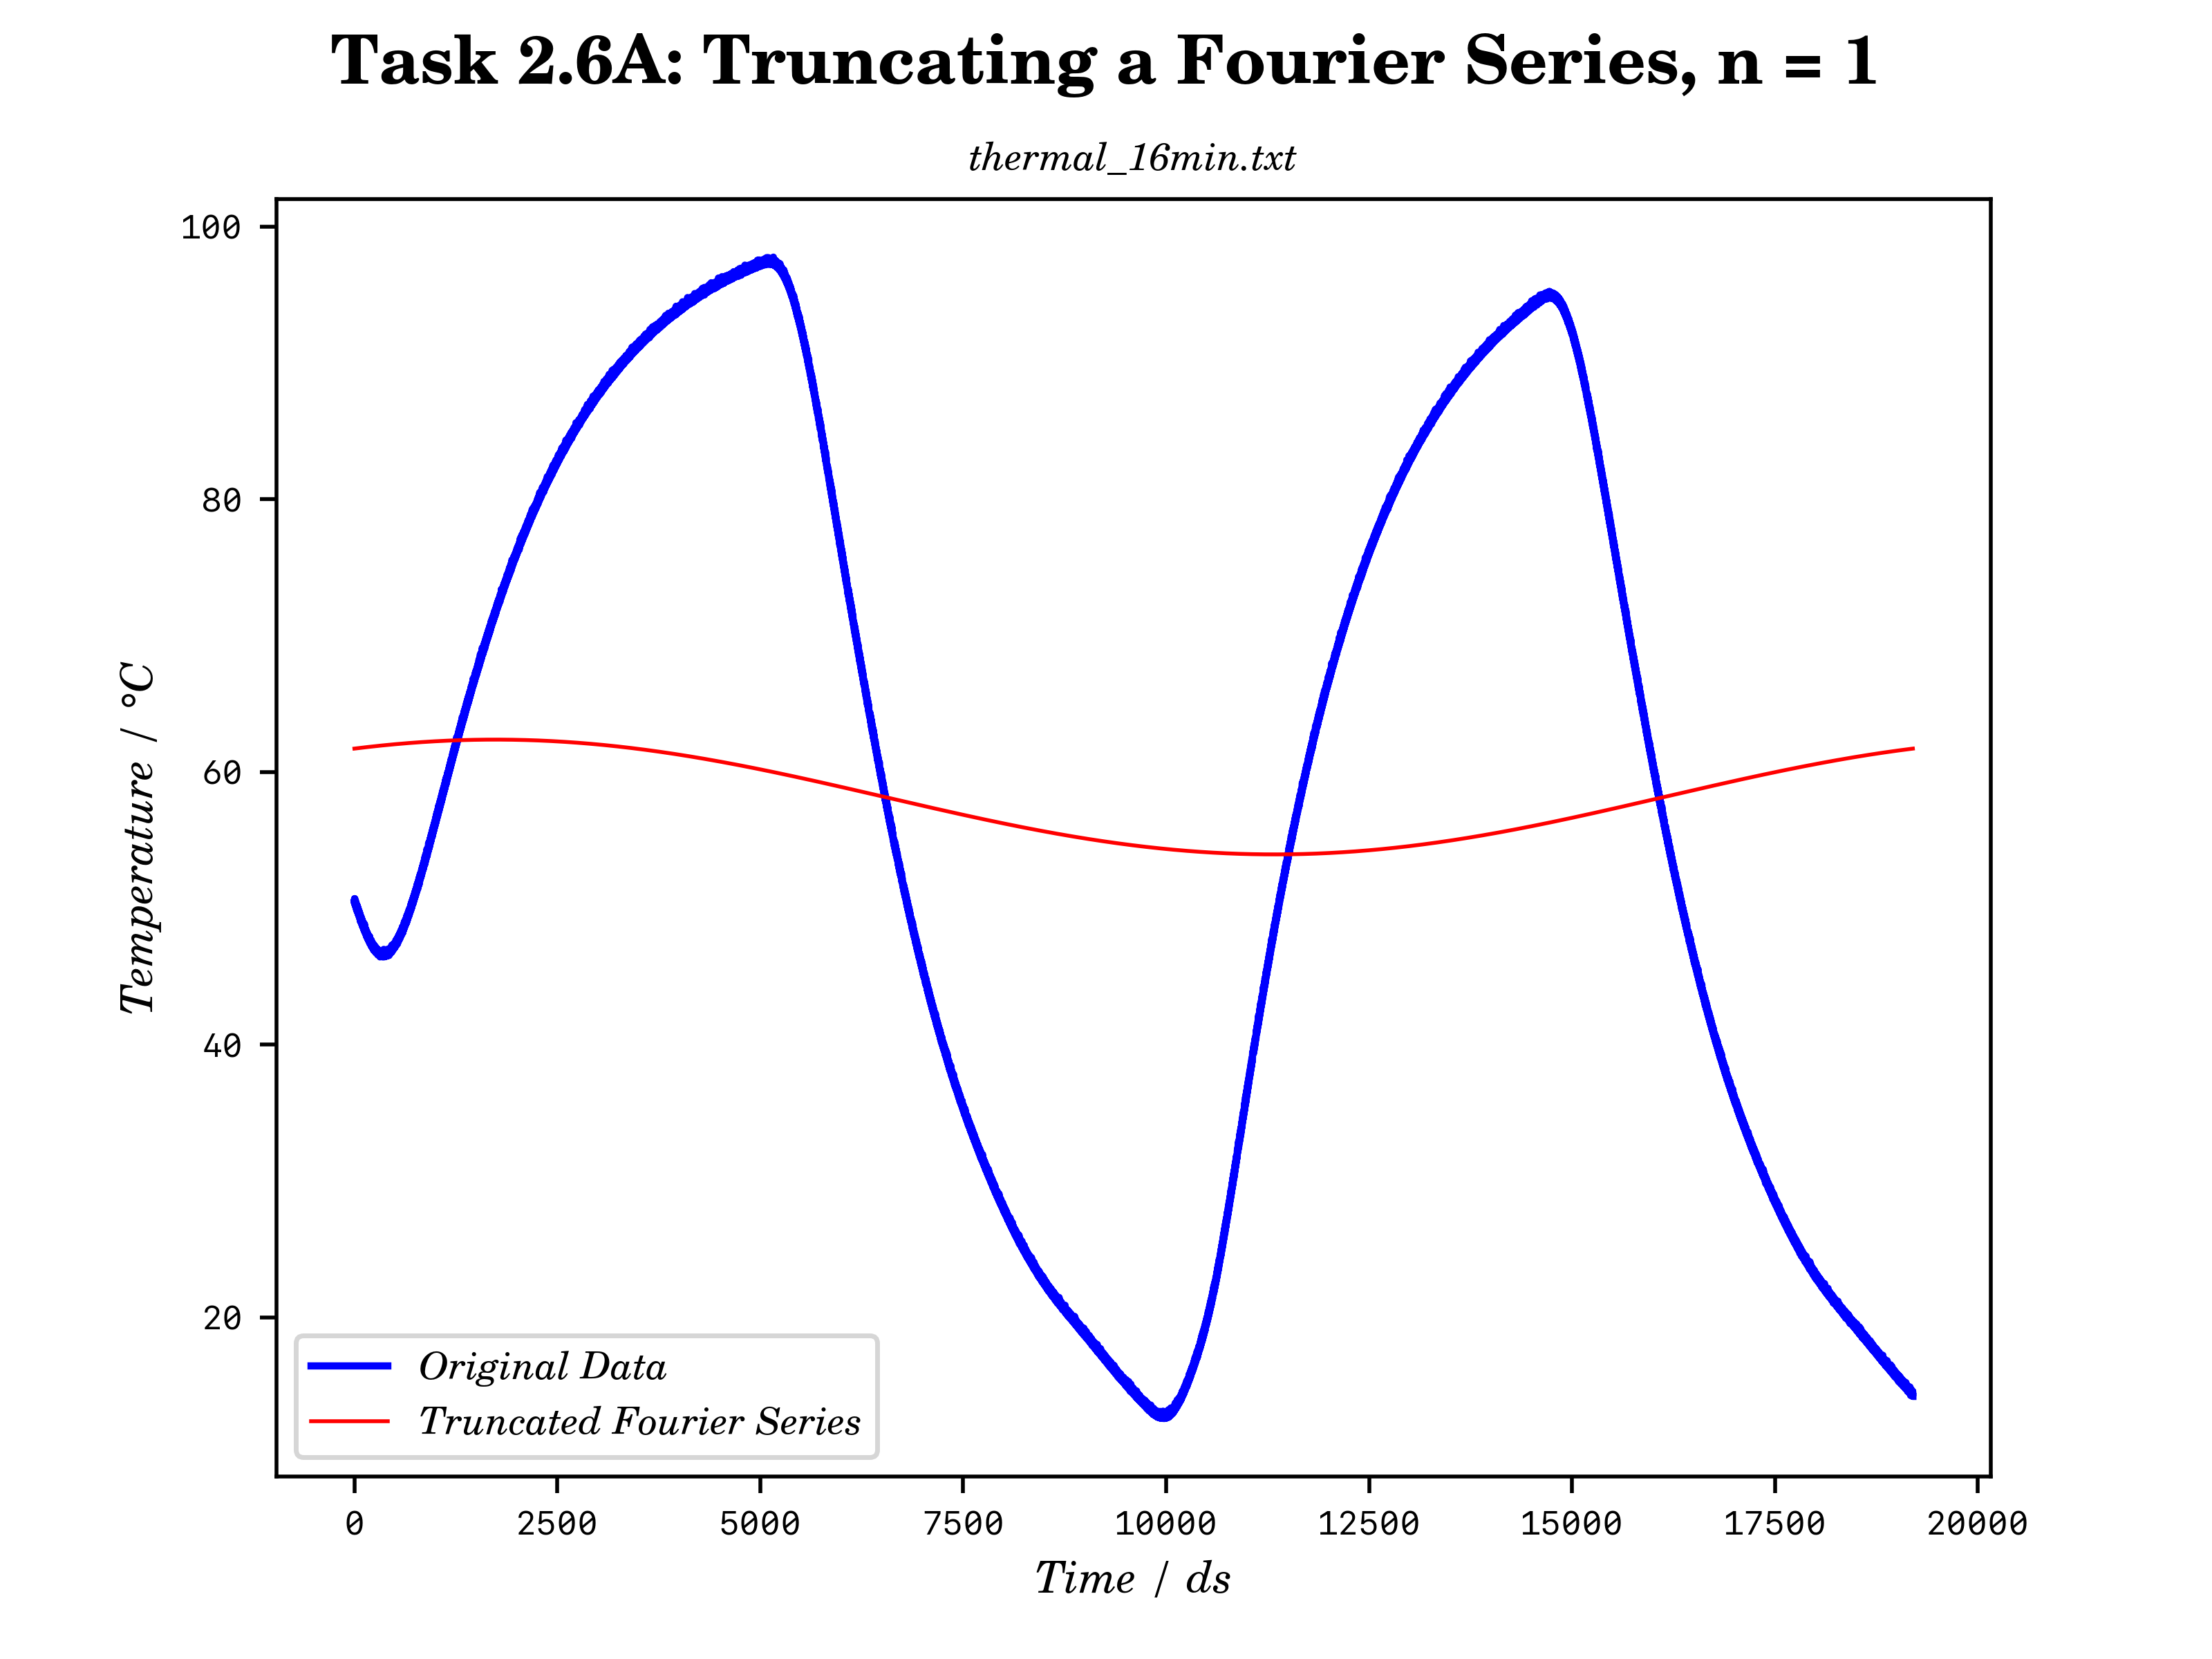 Task 2.6A: Truncating a Fourier Series, n = 1
thermal_16min.txt
100
80
60
40
20
Temperature / °C
Original Data
Truncated Fourier Series
0 2500 5000 7500 10000 12500 15000 17500 20000
Time / ds